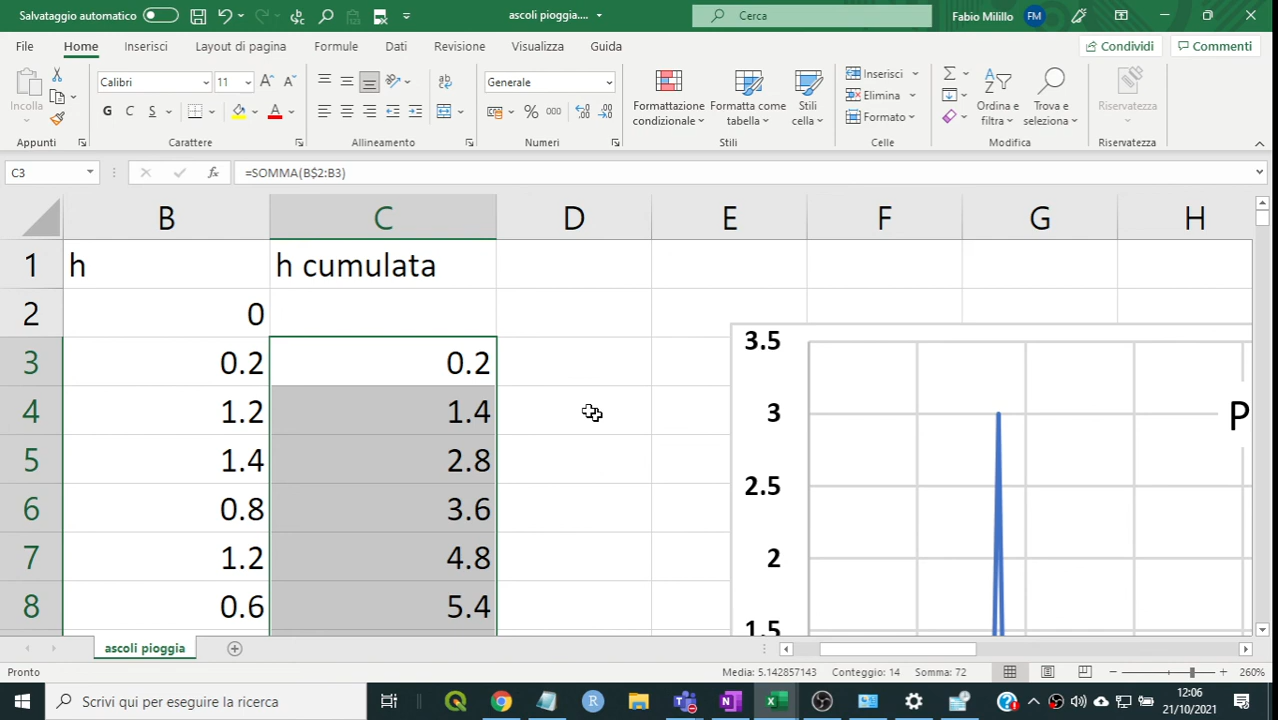 Salvataggio automatico
ascoli pioggia....
Cerca
Fabio Milillo
FM
File
Home
Inserisci
Layout di pagina
Formule
Dati
Revisione
Visualizza
Guida
Condividi
Commenti
Incolla
Calibri
11
G
C
S
A
A
A
ab
Generale
%
000
Formattazione
condizionale
Formatta come
tabella
Stili
cella
Inserisci
Elimina
Formato
Ordina e
filtra
Trova e
seleziona
Riservatezza
Appunti
Carattere
Allineamento
Numeri
Stili
Celle
Modifica
Riservatezza
C3
fx
=SOMMA(B$2:B3)
B C D E F G H
1 h h cumulata
2 0
3 0.2 0.2
4 1.2 1.4
5 1.4 2.8
6 0.8 3.6
7 1.2 4.8
8 0.6 5.4
3.5
3
2.5
2
1.5
P
ascoli pioggia
Pronto
Media: 5.142857143
Conteggio: 14
Somma: 72
260%
Scrivi qui per eseguire la ricerca
12:06
21/10/2021